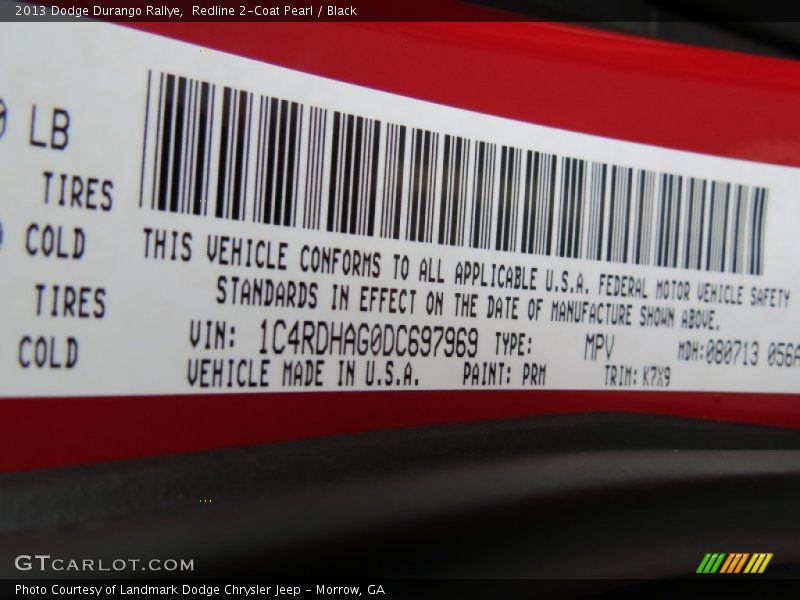 2013 Dodge Durango Rallye,  Redline 2-Coat Pearl / Black
LB
TIRES
COLD
TIRES
COLD
THIS VEHICLE CONFORMS TO ALL APPLICABLE U.S.A. FEDERAL MOTOR VEHICLE SAFETY
STANDARDS IN EFFECT ON THE DATE OF MANUFACTURE SHOWN ABOVE.
VIN: 1C4RDHAG0DC697969 TYPE: MPV MDH:080713 056A
VEHICLE MADE IN U.S.A. PAINT: PRM TRIM: K7X9
GTCARLOT.COM
Photo Courtesy of Landmark Dodge Chrysler Jeep - Morrow, GA